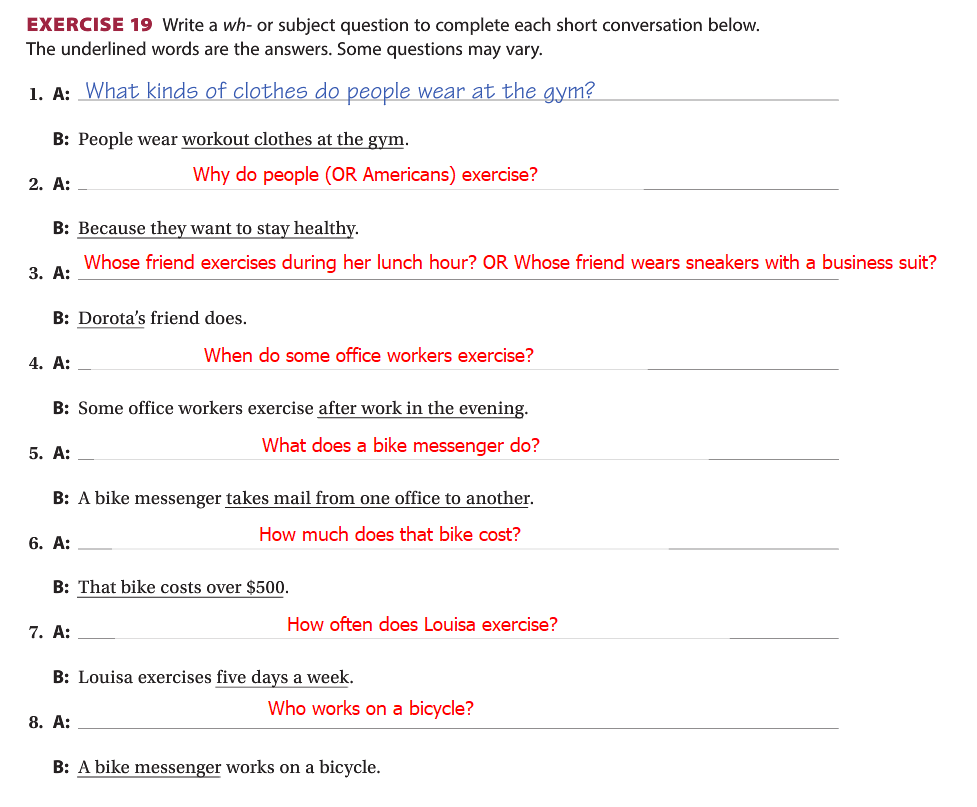 EXERCISE 19 Write a wh- or subject question to complete each short conversation below.
The underlined words are the answers. Some questions may vary.
1. A: What kinds of clothes do people wear at the gym?
B: People wear workout clothes at the gym.
2. A: Why do people (OR Americans) exercise?
B: Because they want to stay healthy.
3. A: Whose friend exercises during her lunch hour? OR Whose friend wears sneakers with a business suit?
B: Dorota's friend does.
4. A: When do some office workers exercise?
B: Some office workers exercise after work in the evening.
5. A: What does a bike messenger do?
B: A bike messenger takes mail from one office to another.
6. A: How much does that bike cost?
B: That bike costs over $500.
7. A: How often does Louisa exercise?
B: Louisa exercises five days a week.
8. A: Who works on a bicycle?
B: A bike messenger works on a bicycle.